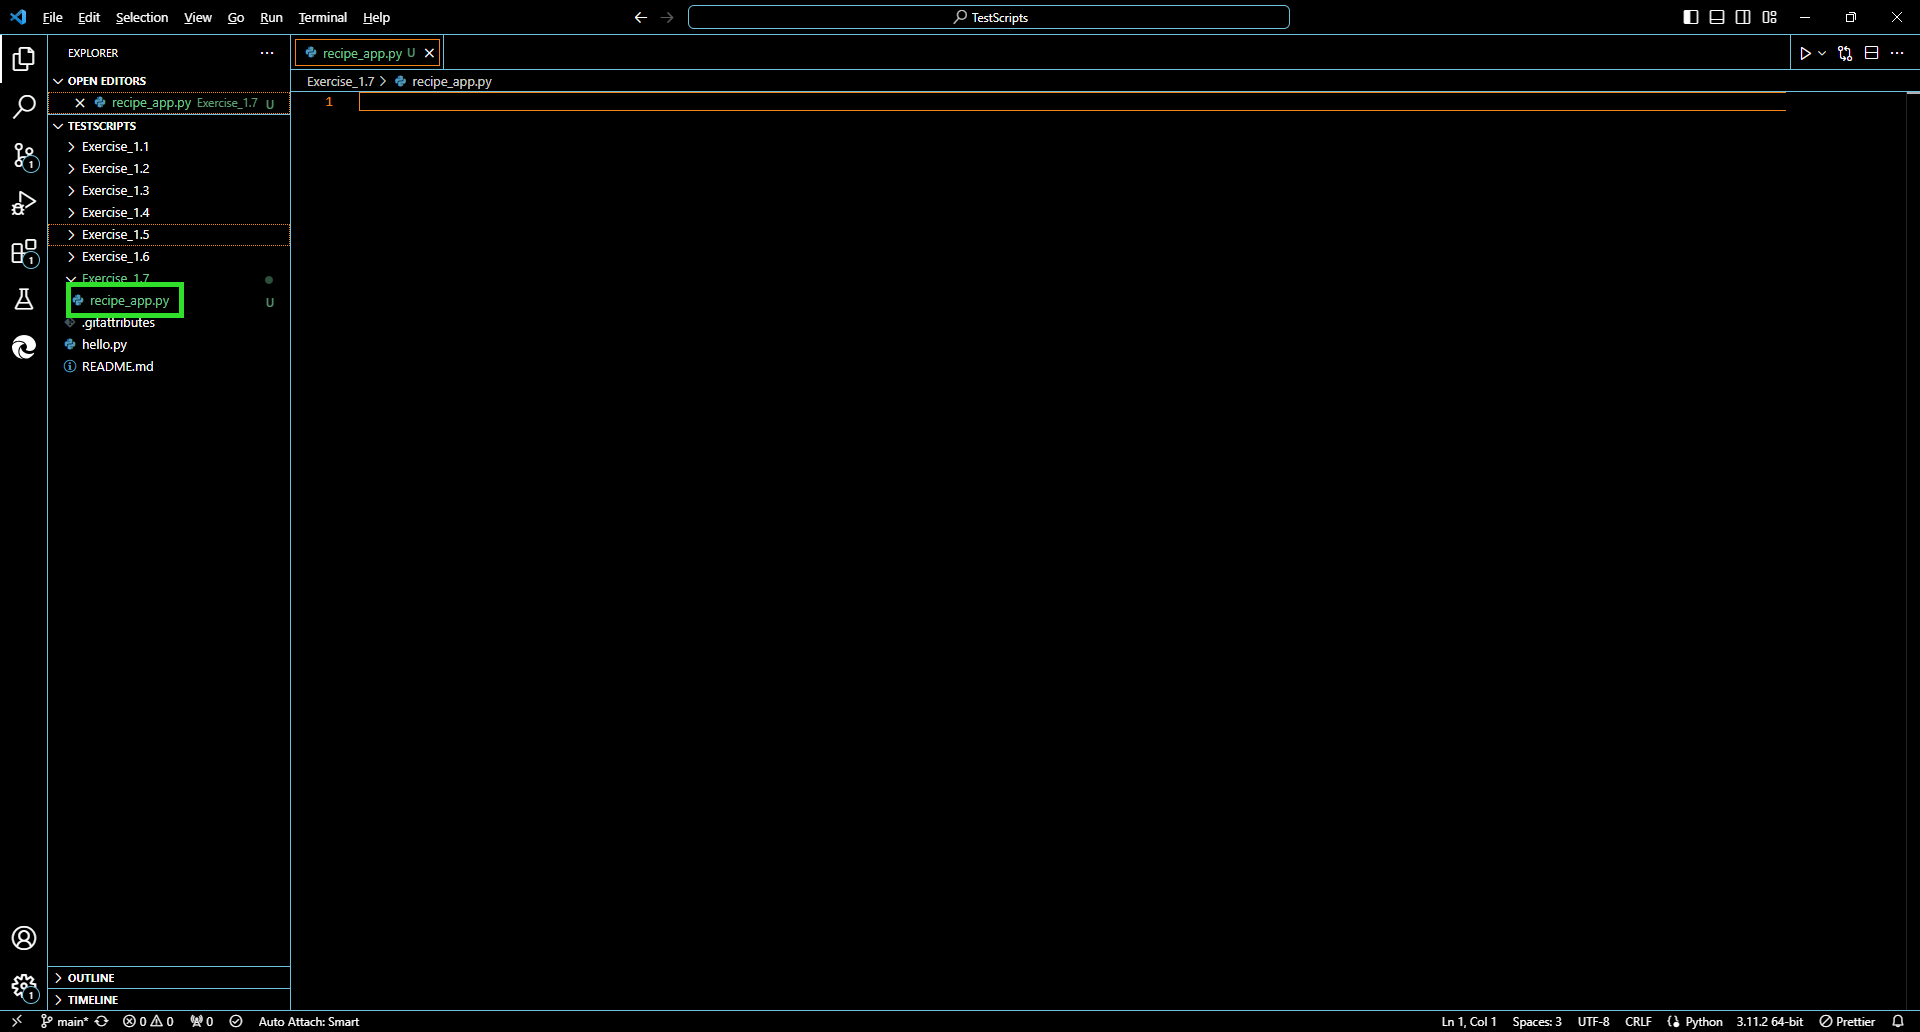 File Edit Selection View Go Run Terminal Help
TestScripts
EXPLORER
recipe_app.py U
OPEN EDITORS
Exercise_1.7 > recipe_app.py
recipe_app.py Exercise_1.7 U
1
TESTSCRIPTS
Exercise_1.1
Exercise_1.2
Exercise_1.3
Exercise_1.4
Exercise_1.5
Exercise_1.6
Exercise_1.7
recipe_app.py U
.gitattributes
hello.py
README.md
1
1
OUTLINE
1
TIMELINE
main* 0 0 0 Auto Attach: Smart
Ln 1, Col 1 Spaces: 3 UTF-8 CRLF Python 3.11.2 64-bit Prettier